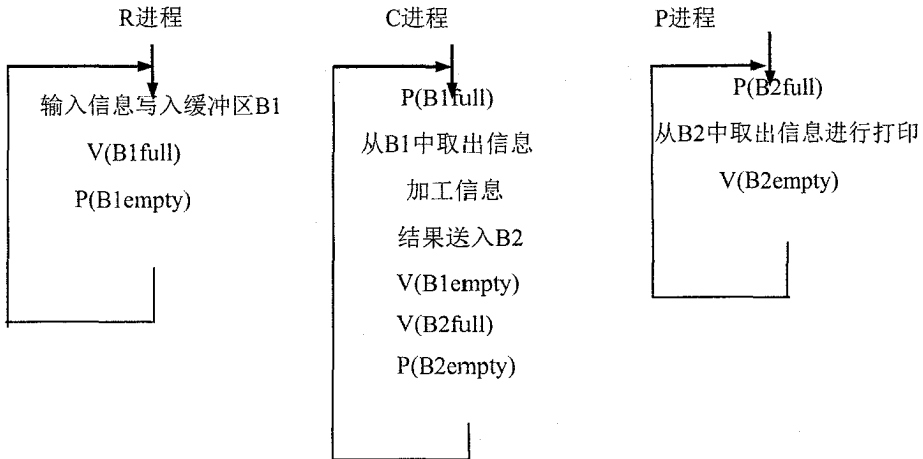 R进程
输入信息写入缓冲区B1
V(B1full)
P(B1empty)
C进程
P(B1full)
从B1中取出信息
加工信息
结果送入B2
V(B1empty)
V(B2full)
P(B2empty)
P进程
P(B2full)
从B2中取出信息进行打印
V(B2empty)